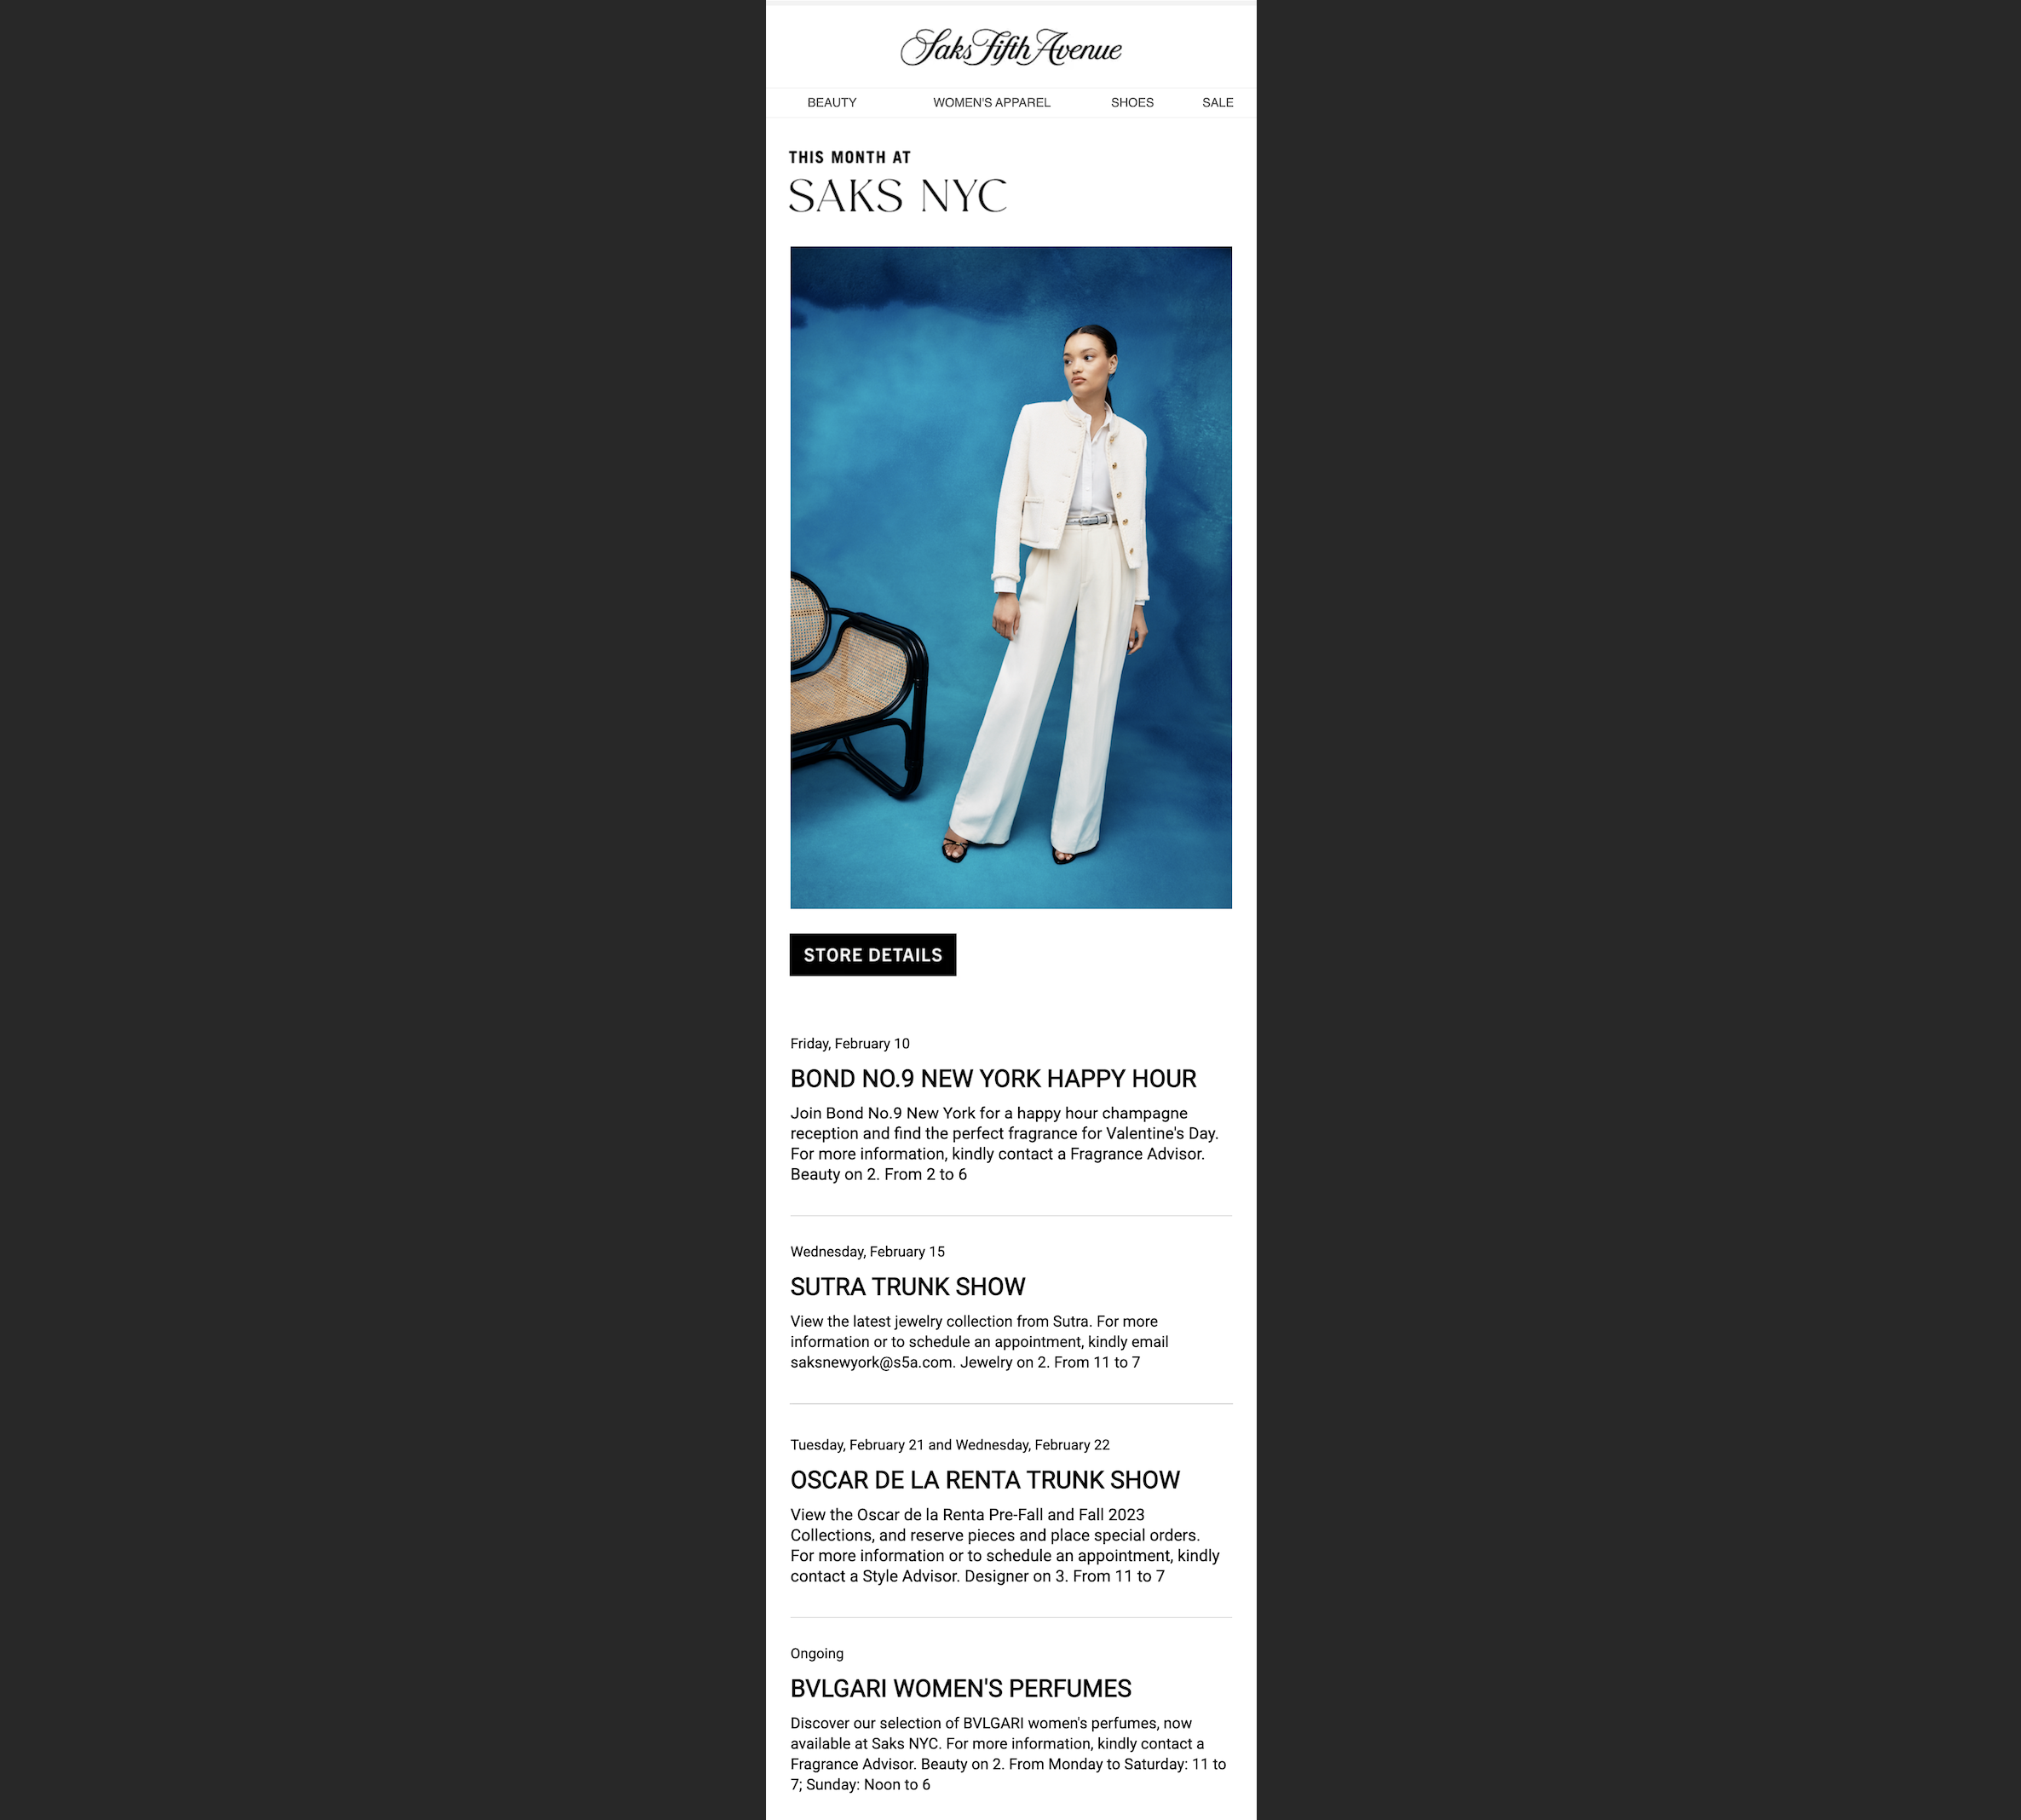 Saks Fifth Avenue
BEAUTY WOMEN'S APPAREL SHOES SALE
THIS MONTH AT
SAKS NYC
STORE DETAILS
Friday, February 10
BOND NO.9 NEW YORK HAPPY HOUR
Join Bond No.9 New York for a happy hour champagne
reception and find the perfect fragrance for Valentine's Day.
For more information, kindly contact a Fragrance Advisor.
Beauty on 2. From 2 to 6
Wednesday, February 15
SUTRA TRUNK SHOW
View the latest jewelry collection from Sutra. For more
information or to schedule an appointment, kindly email
saksnewyork@s5a.com. Jewelry on 2. From 11 to 7
Tuesday, February 21 and Wednesday, February 22
OSCAR DE LA RENTA TRUNK SHOW
View the Oscar de la Renta Pre-Fall and Fall 2023
Collections, and reserve pieces and place special orders.
For more information or to schedule an appointment, kindly
contact a Style Advisor. Designer on 3. From 11 to 7
Ongoing
BVLGARI WOMEN'S PERFUMES
Discover our selection of BVLGARI women's perfumes, now
available at Saks NYC. For more information, kindly contact a
Fragrance Advisor. Beauty on 2. From Monday to Saturday: 11 to
7; Sunday: Noon to 6